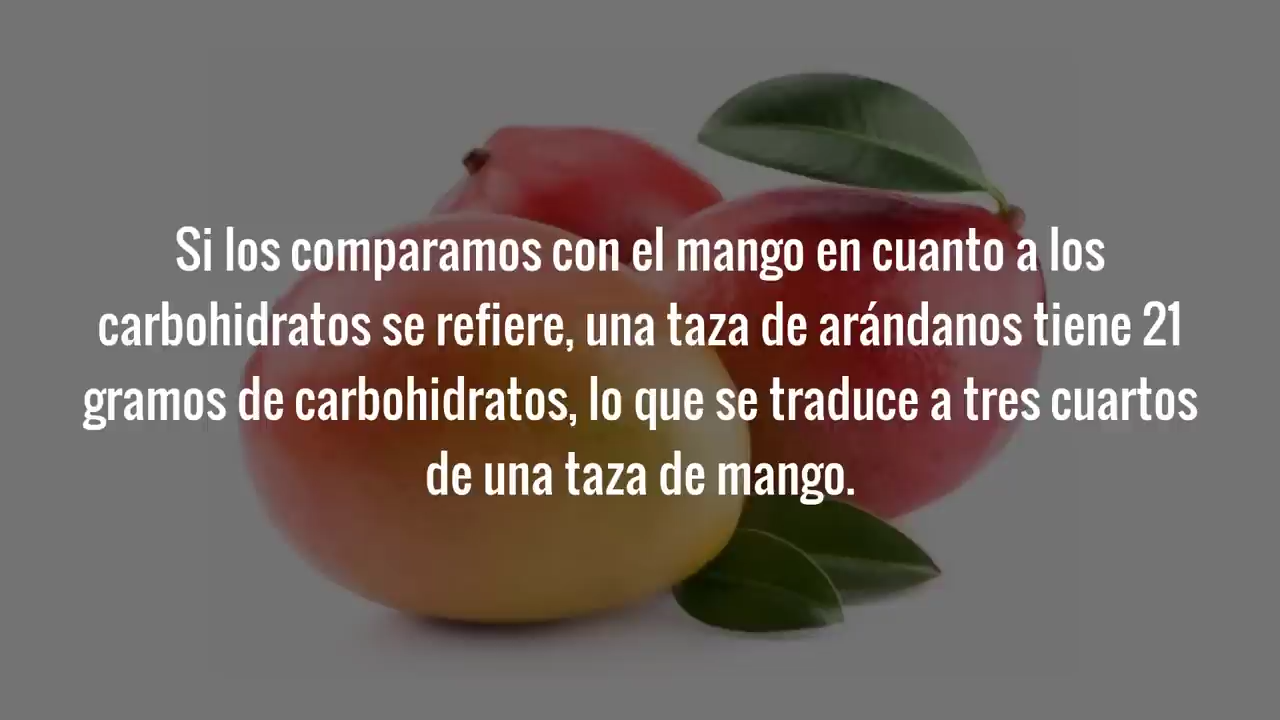 Si los comparamos con el mango en cuanto a los
carbohidratos se refiere, una taza de arándanos tiene 21
gramos de carbohidratos, lo que se traduce a tres cuartos
de una taza de mango.